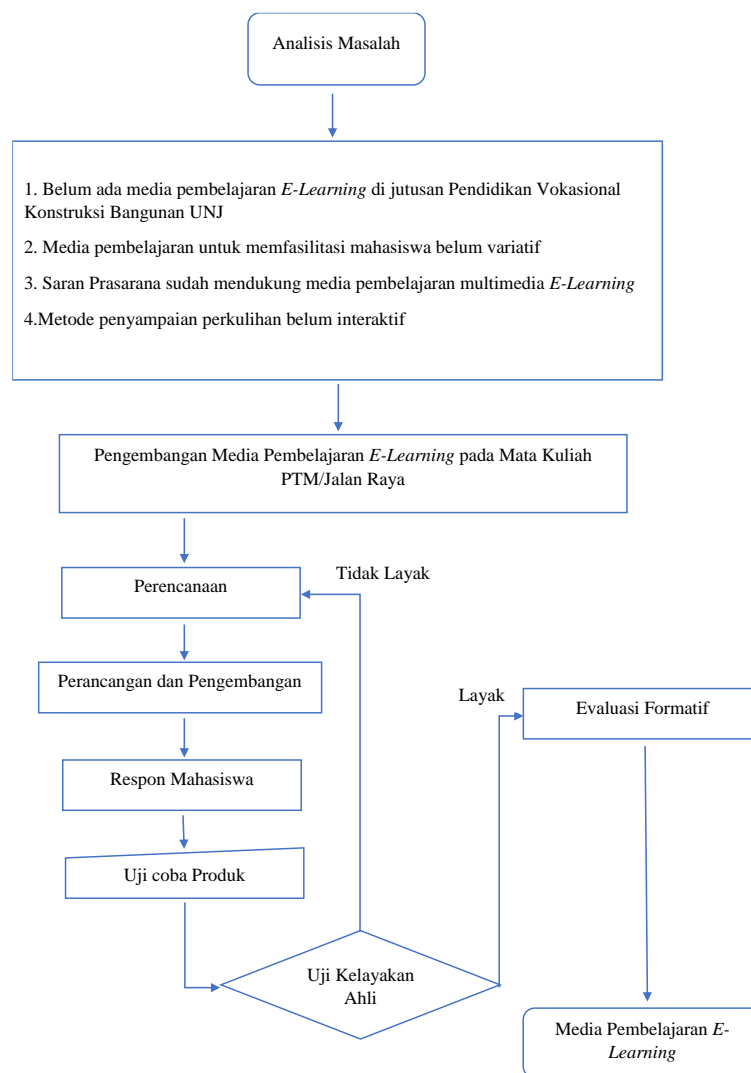 Analisis Masalah
1. Belum ada media pembelajaran E-Learning di jutusan Pendidikan Vokasional
Konstruksi Bangunan UNJ
2. Media pembelajaran untuk memfasilitasi mahasiswa belum variatif
3. Saran Prasarana sudah mendukung media pembelajaran multimedia E-Learning
4.Metode penyampaian perkulihan belum interaktif
Pengembangan Media Pembelajaran E-Learning pada Mata Kuliah
PTM/Jalan Raya
Perencanaan
Tidak Layak
Perancangan dan Pengembangan
Layak
Evaluasi Formatif
Respon Mahasiswa
Uji coba Produk
Uji Kelayakan
Ahli
Media Pembelajaran E-
Learning